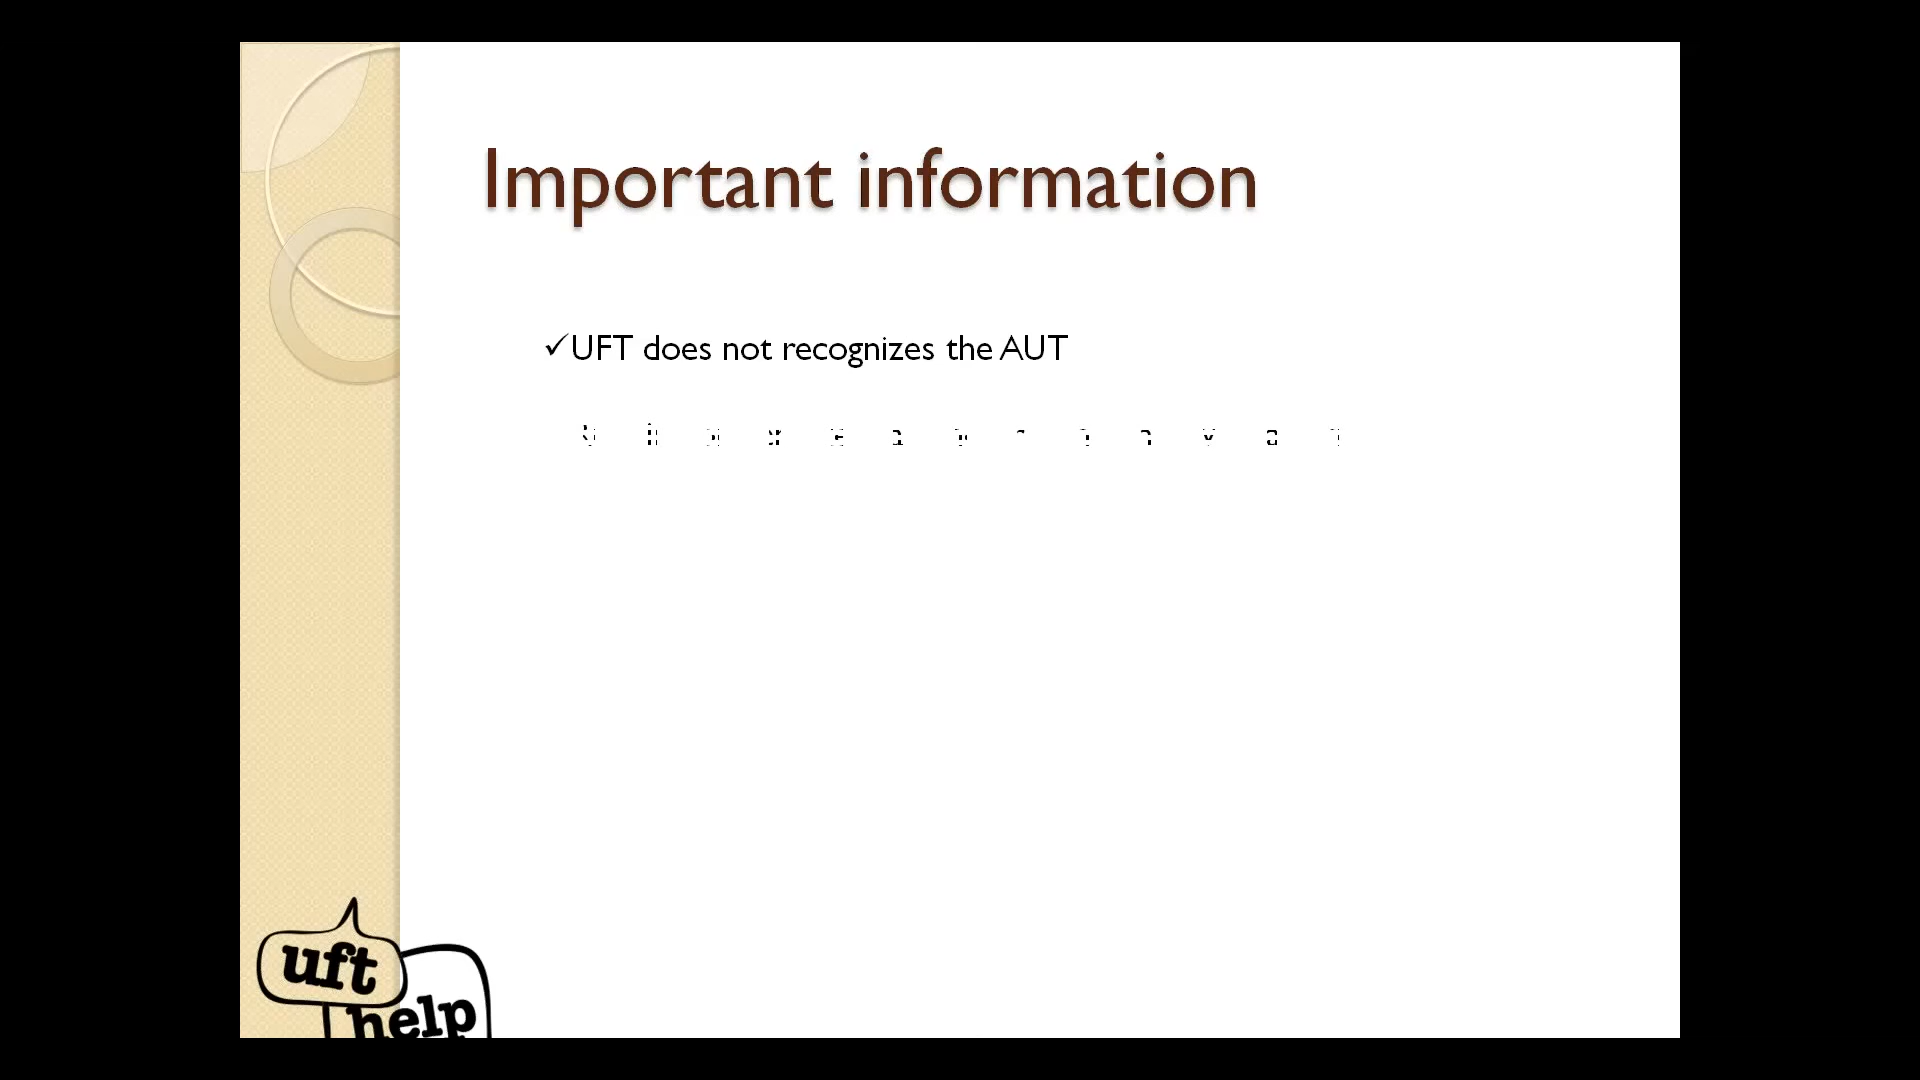 Important information
✓UFT does not recognizes the AUT
uft
help